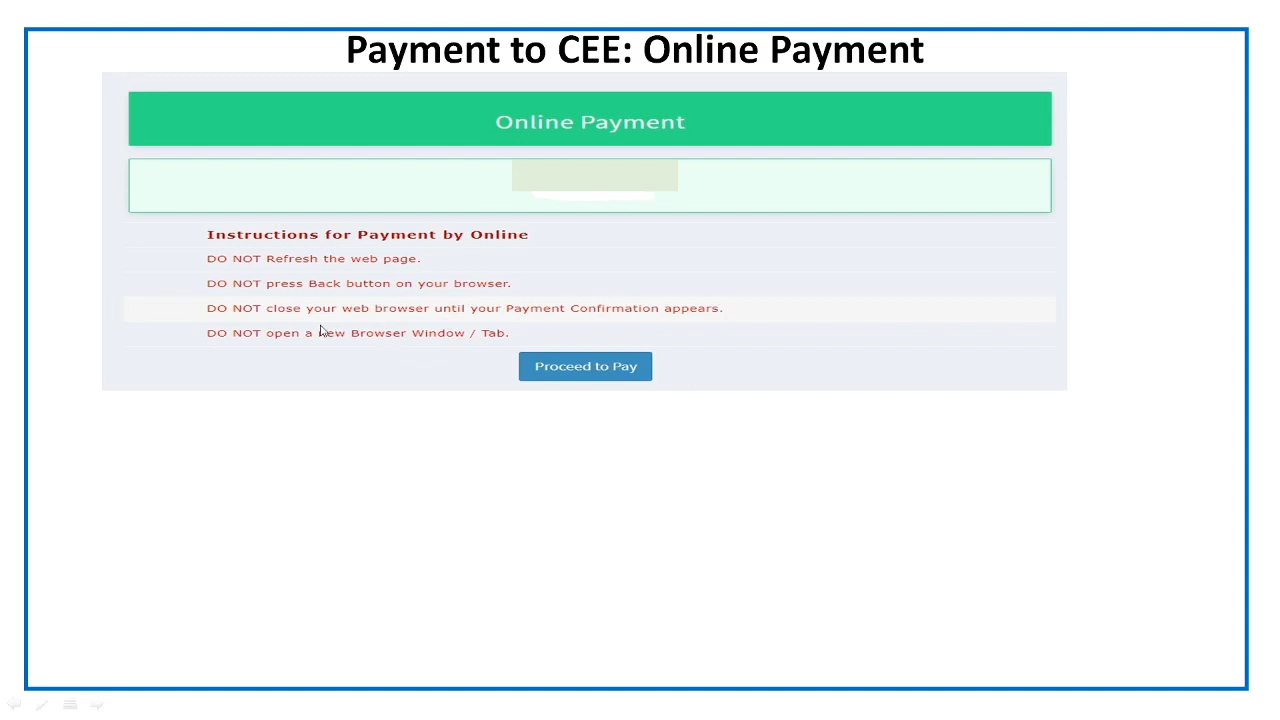 Payment to CEE: Online Payment
Online Payment
Instructions for Payment by Online
DO NOT Refresh the web page.
DO NOT press Back button on your browser.
DO NOT close your web browser until your Payment Confirmation appears.
DO NOT open a new Browser Window / Tab.
Proceed to Pay